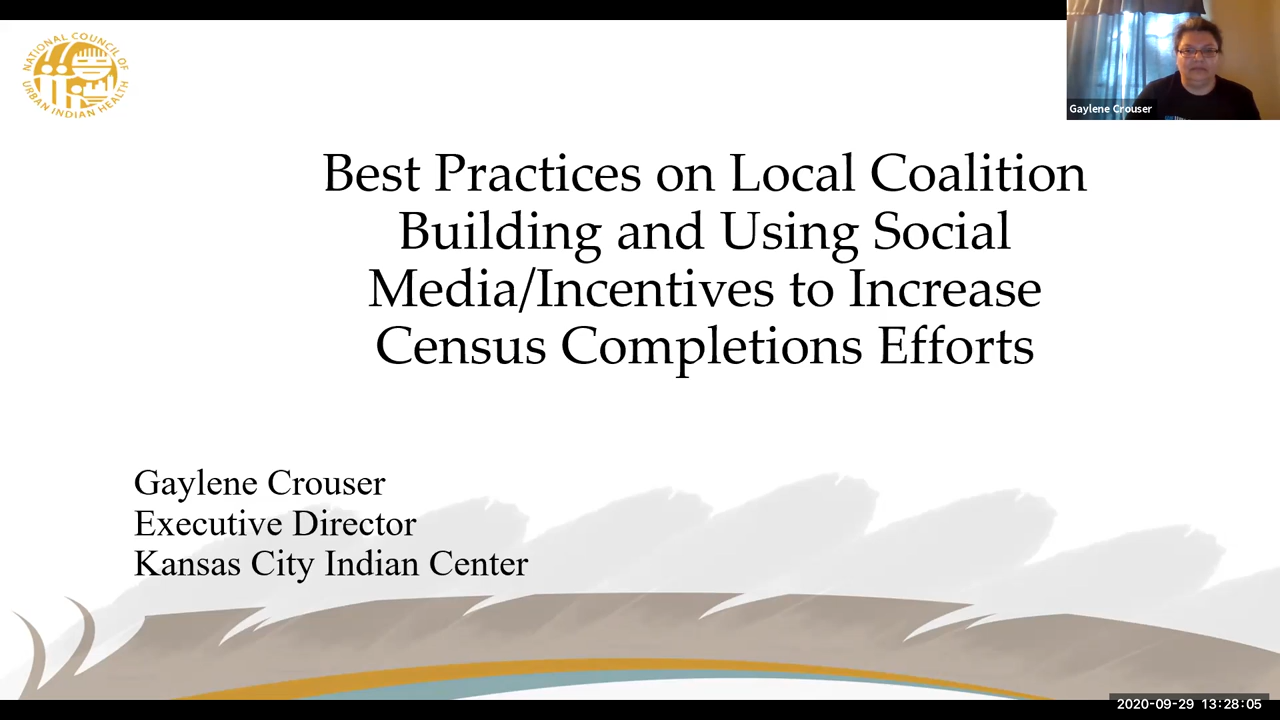 NATIONAL COUNCIL OF
URBAN INDIAN HEALTH
Gaylene Crouser
Best Practices on Local Coalition
Building and Using Social
Media/Incentives to Increase
Census Completions Efforts
Gaylene Crouser
Executive Director
Kansas City Indian Center
2020-09-29 13:28:05